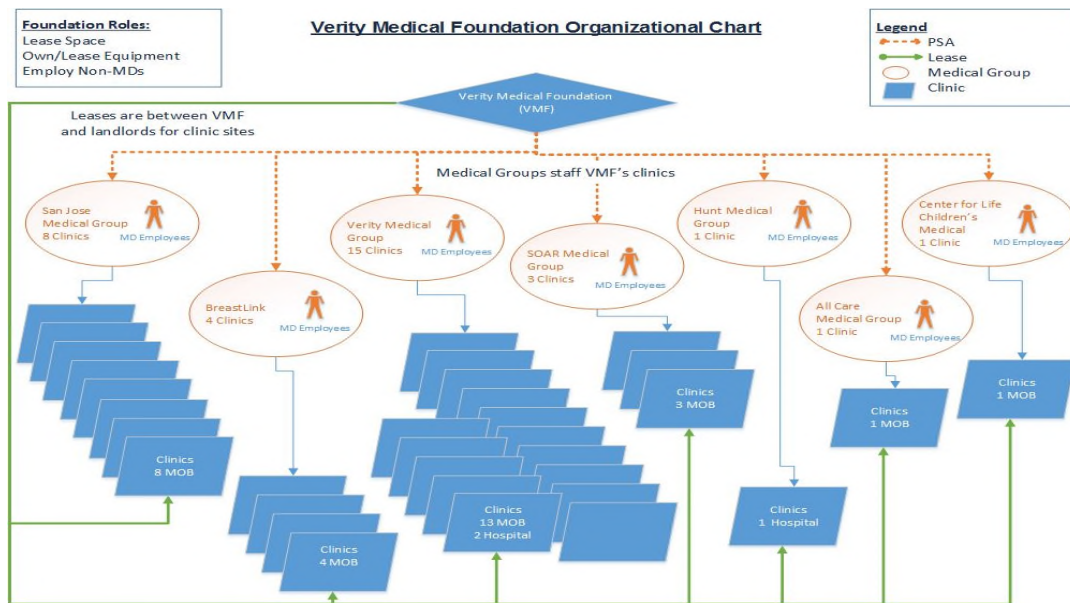 Foundation Roles:
Lease Space
Own/Lease Equipment
Employ Non-MDs
Verity Medical Foundation Organizational Chart
Legend
PSA
Lease
Medical Group
Clinic
Verity Medical Foundation
(VMF)
Leases are between VMF
and landlords for clinic sites
Medical Groups staff VMF's clinics
San Jose
Medical Group
8 Clinics
MD Employees
BreastLink
4 Clinics
MD Employees
Verity Medical
Group
15 Clinics
MD Employees
SOAR Medical
Group
3 Clinics
MD Employees
Hunt Medical
Group
1 Clinic
MD Employees
All Care
Medical Group
1 Clinic
MD Employees
Center for Life
Children's
Medical
1 Clinic
MD Employees
Clinics
8 MOB
Clinics
4 MOB
Clinics
13 MOB
2 Hospital
Clinics
3 MOB
Clinics
1 Hospital
Clinics
1 MOB
Clinics
1 MOB